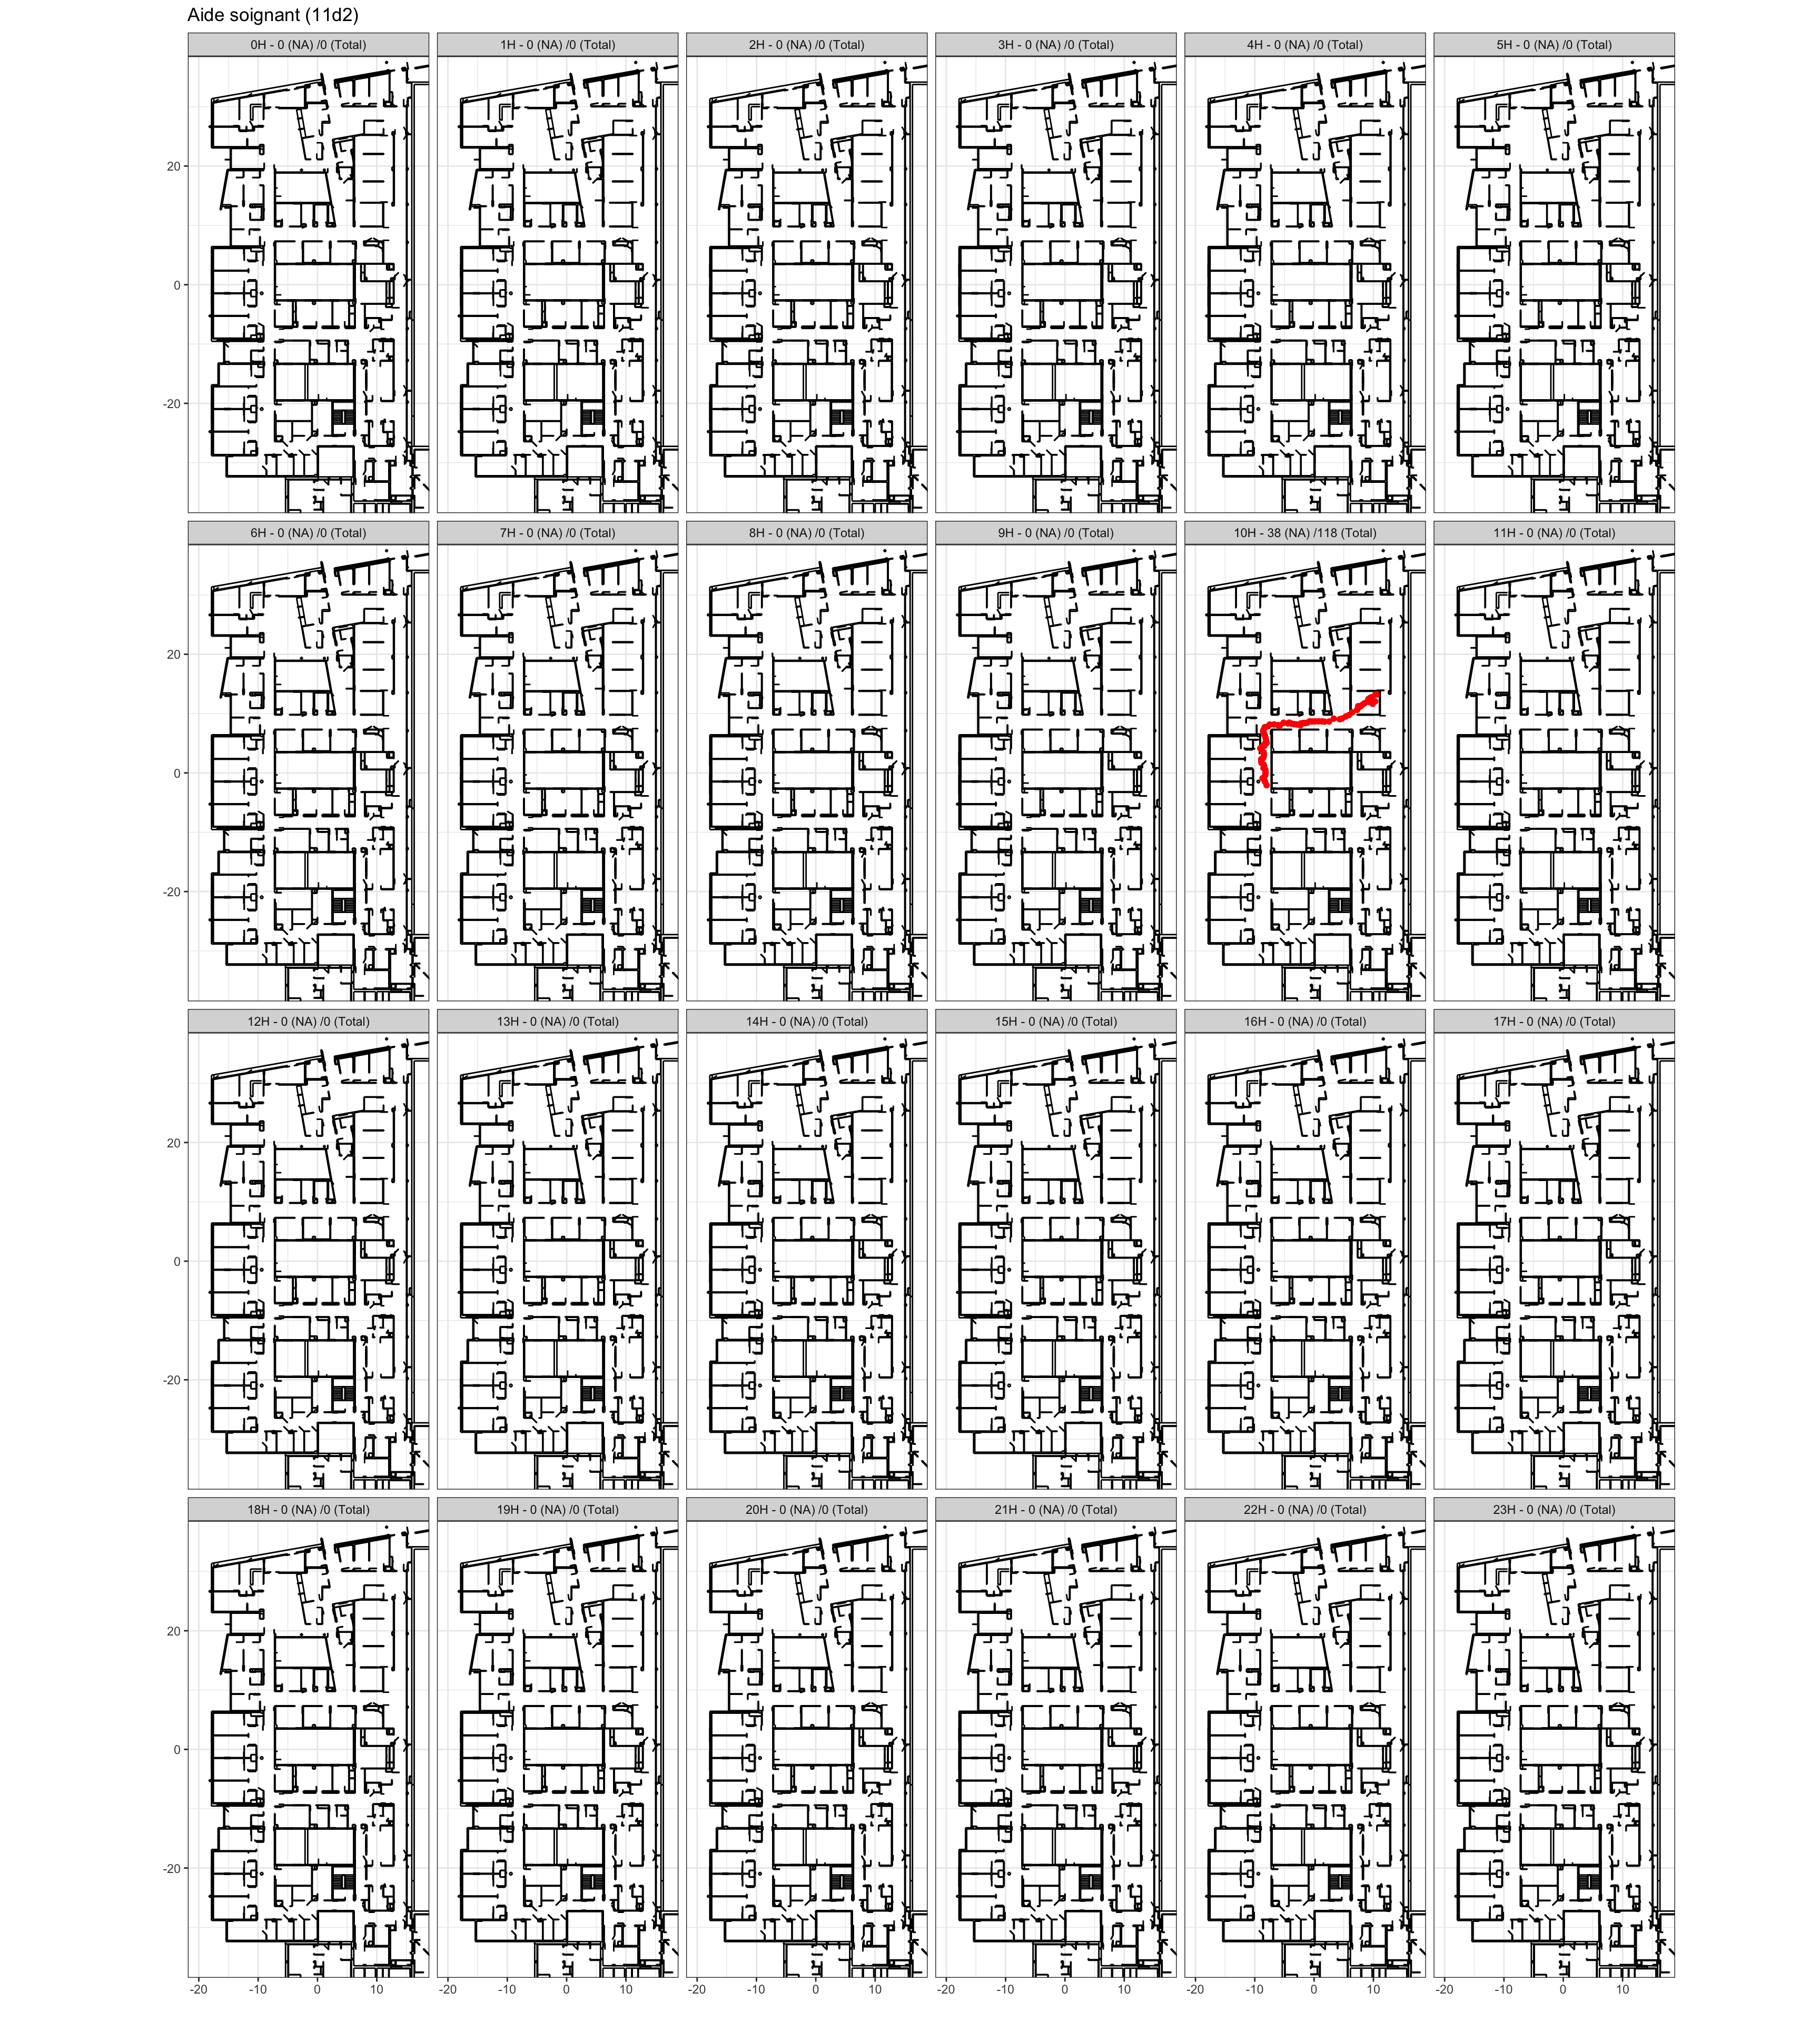 Aide soignant (11d2)
0H - 0 (NA) /0 (Total) 1H - 0 (NA) /0 (Total) 2H - 0 (NA) /0 (Total) 3H - 0 (NA) /0 (Total) 4H - 0 (NA) /0 (Total) 5H - 0 (NA) /0 (Total)
20
0
-20
6H - 0 (NA) /0 (Total) 7H - 0 (NA) /0 (Total) 8H - 0 (NA) /0 (Total) 9H - 0 (NA) /0 (Total) 10H - 38 (NA) /118 (Total) 11H - 0 (NA) /0 (Total)
20
0
-20
12H - 0 (NA) /0 (Total) 13H - 0 (NA) /0 (Total) 14H - 0 (NA) /0 (Total) 15H - 0 (NA) /0 (Total) 16H - 0 (NA) /0 (Total) 17H - 0 (NA) /0 (Total)
20
0
-20
18H - 0 (NA) /0 (Total) 19H - 0 (NA) /0 (Total) 20H - 0 (NA) /0 (Total) 21H - 0 (NA) /0 (Total) 22H - 0 (NA) /0 (Total) 23H - 0 (NA) /0 (Total)
20
0
-20
-20 -10 0 10 -20 -10 0 10 -20 -10 0 10 -20 -10 0 10 -20 -10 0 10 -20 -10 0 10